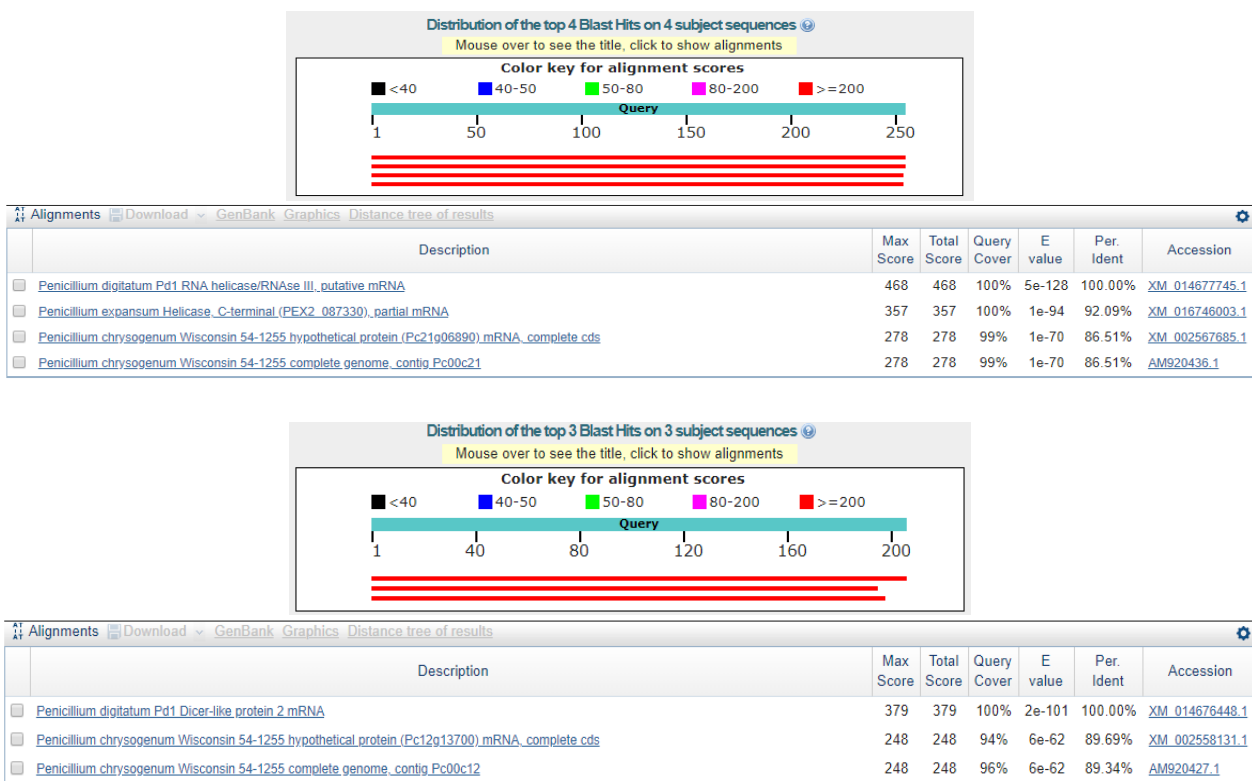 Distribution of the top 4 Blast Hits on 4 subject sequences
Mouse over to see the title, click to show alignments
Color key for alignment scores
<40 40-50 50-80 80-200 >=200
Query
1 50 100 150 200 250
Alignments Download GenBank Graphics Distance tree of results
Description Max Score Total Score Query Cover E value Per. Ident Accession
Penicillium digitatum Pd1 RNA helicase/RNAse III, putative mRNA 468 468 100% 5e-128 100.00% XM_014677745.1
Penicillium expansum Helicase, C-terminal (PEX2_087330), partial mRNA 357 357 100% 1e-94 92.09% XM_016746003.1
Penicillium chrysogenum Wisconsin 54-1255 hypothetical protein (Pc21g06890) mRNA, complete cds 278 278 99% 1e-70 86.51% XM_002567685.1
Penicillium chrysogenum Wisconsin 54-1255 complete genome, contig Pc00c21 278 278 99% 1e-70 86.51% AM920436.1
Distribution of the top 3 Blast Hits on 3 subject sequences
Mouse over to see the title, click to show alignments
Color key for alignment scores
<40 40-50 50-80 80-200 >=200
Query
1 40 80 120 160 200
Alignments Download GenBank Graphics Distance tree of results
Description Max Score Total Score Query Cover E value Per. Ident Accession
Penicillium digitatum Pd1 Dicer-like protein 2 mRNA 379 379 100% 2e-101 100.00% XM_014676448.1
Penicillium chrysogenum Wisconsin 54-1255 hypothetical protein (Pc12g13700) mRNA, complete cds 248 248 94% 6e-62 89.69% XM_002558131.1
Penicillium chrysogenum Wisconsin 54-1255 complete genome, contig Pc00c12 248 248 96% 6e-62 89.34% AM920427.1